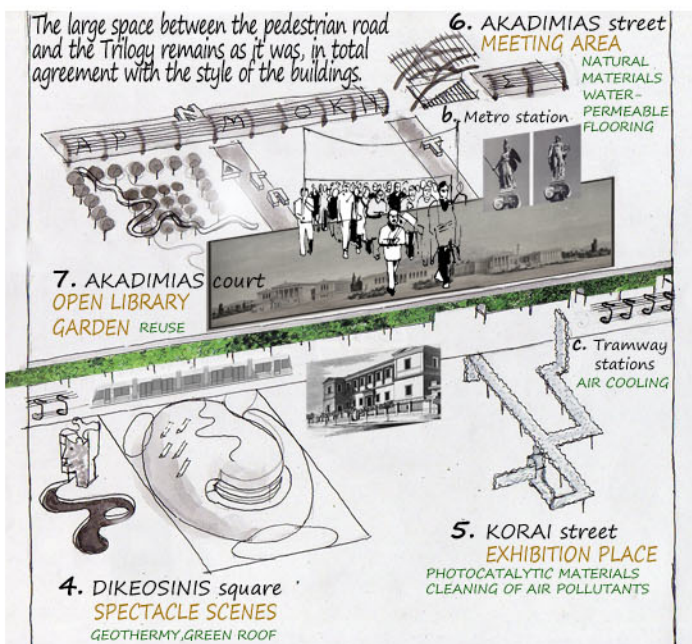 The large space between the pedestrian road
and the Trilogy remains as it was, in total
agreement with the style of the buildings.
6. AKADIMIAS street
MEETING AREA
NATURAL
MATERIALS
WATER-
PERMEABLE
FLOORING
b. Metro station
7. AKADIMIAS court
OPEN LIBRARY
GARDEN REUSE
c. Tramway
stations
AIR COOLING
5. KORAI street
EXHIBITION PLACE
PHOTOCATALYTIC MATERIALS
CLEANING OF AIR POLLUTANTS
4. DIKEOSINIS square
SPECTACLE SCENES
GEOTHERMY,GREEN ROOF